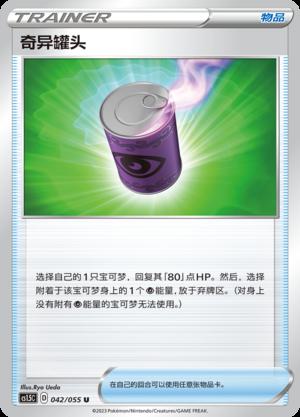 TRAINER
物品
奇异罐头
选择自己的1只宝可梦，回复其「80」点HP。然后，选择
附着于该宝可梦身上的1个能量，放于弃牌区。（对身上
没有附有能量的宝可梦无法使用。）
Illus.Ryo Ueda
cs1.5C D 042/055 U
在自己的回合可以使用任意张物品卡。
©2023 Pokémon/Nintendo/Creatures/GAME FREAK.